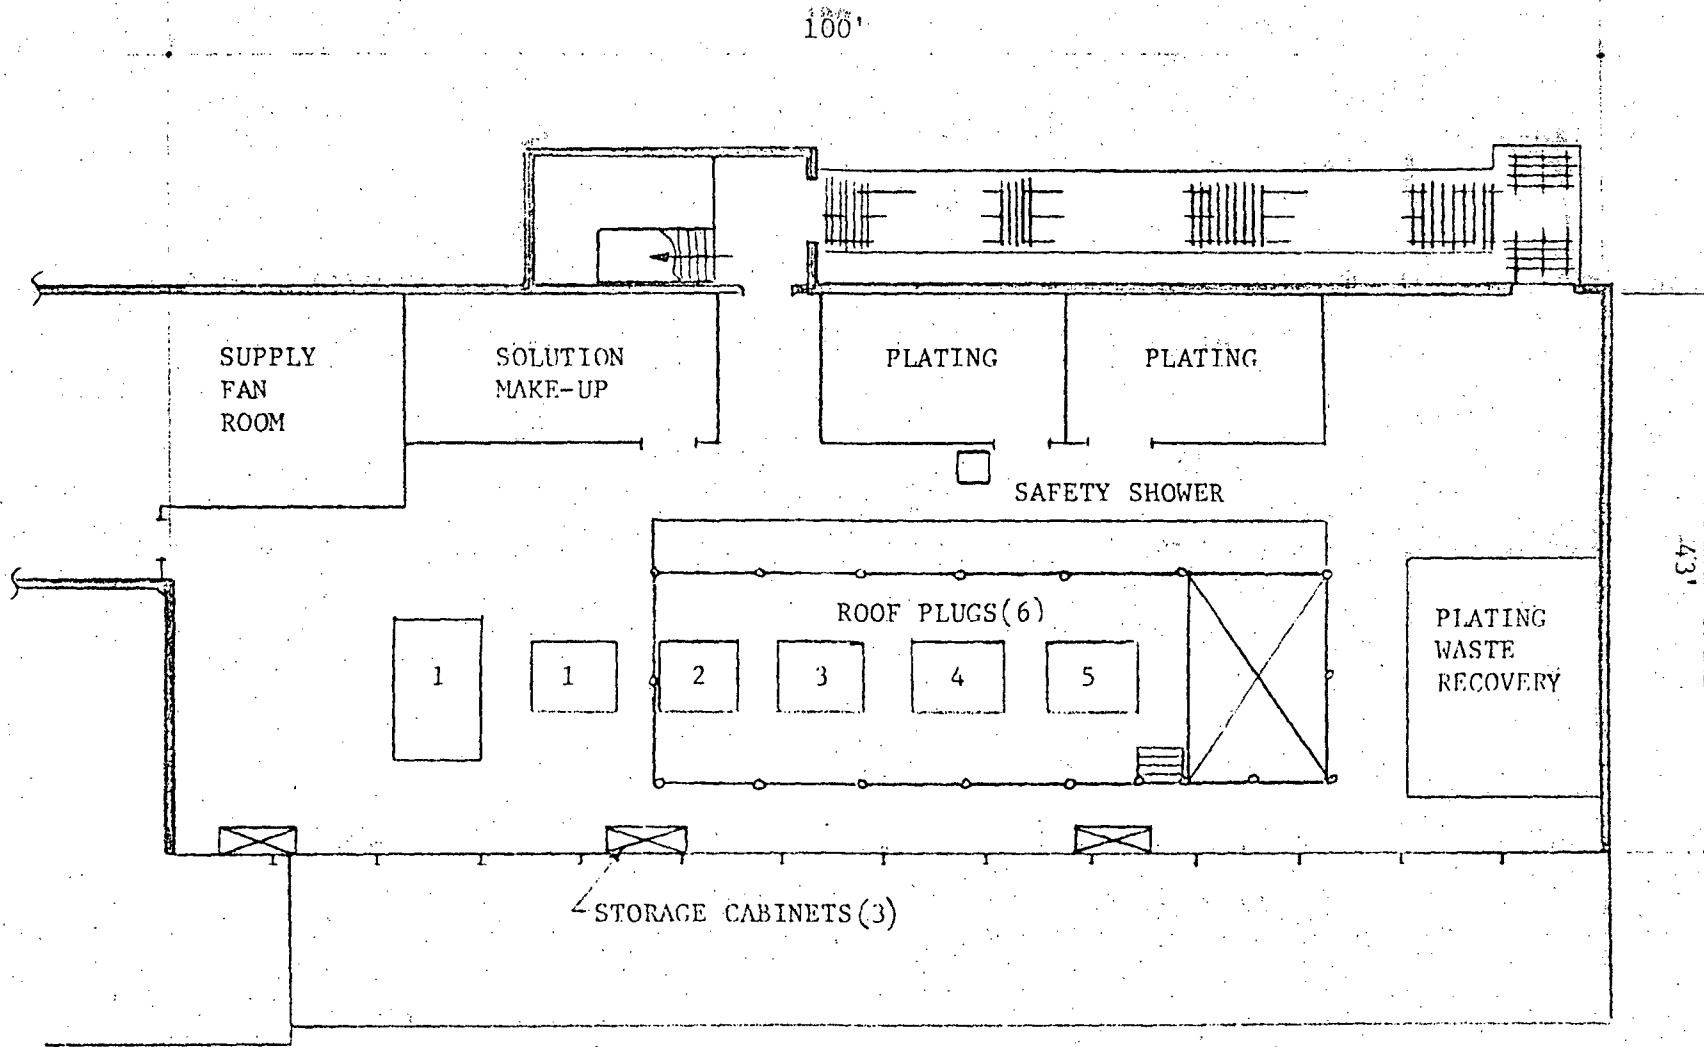 100'
SUPPLY
FAN
ROOM
SOLUTION
MAKE-UP
PLATING
PLATING
SAFETY SHOWER
43'
ROOF PLUGS(6)
PLATING
WASTE
RECOVERY
1
1
2
3
4
5
STORAGE CABINETS(3)